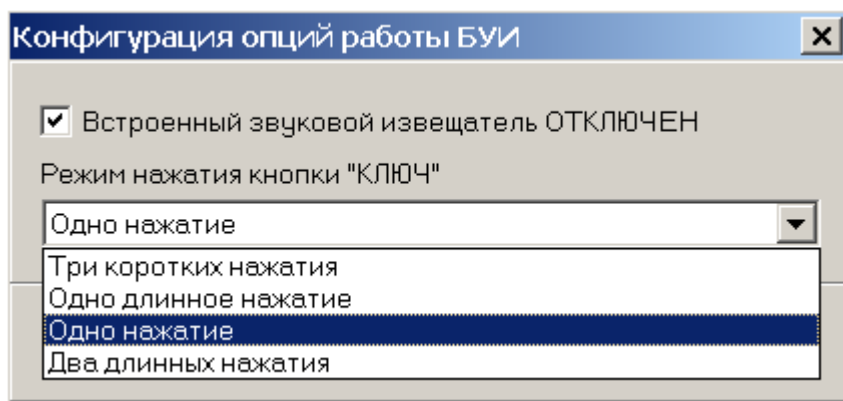 Конфигурация опций работы БУИ
Встроенный звуковой извещатель ОТКЛЮЧЕН
Режим нажатия кнопки "КЛЮЧ"
Одно нажатие
Три коротких нажатия
Одно длинное нажатие
Одно нажатие
Два длинных нажатия